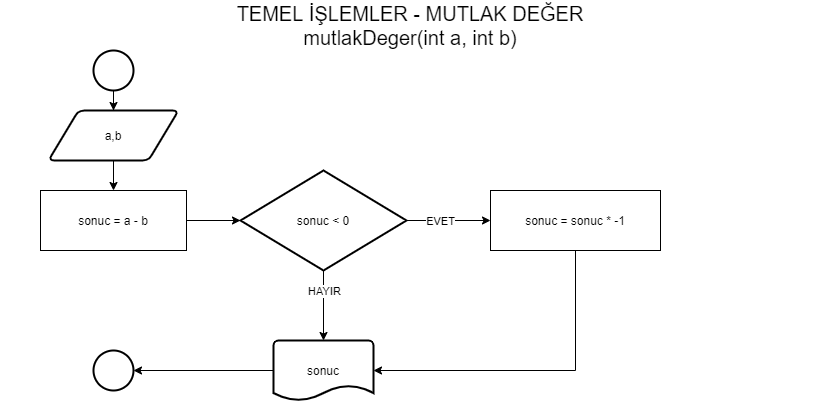 TEMEL İŞLEMLER - MUTLAK DEĞER
mutlakDeger(int a, int b)
a,b
sonuc = a - b
sonuc < 0
EVET
sonuc = sonuc * -1
HAYIR
sonuc